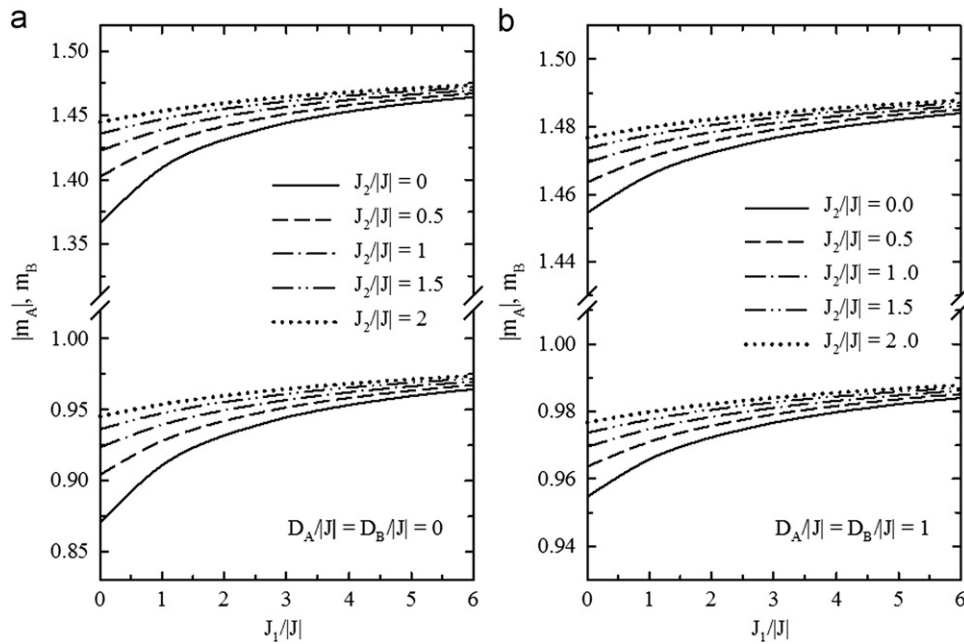 a
1.50
1.45
1.40
1.35
1.00
0.95
0.90
0.85
|m_A|, m_B
J_2/|J| = 0
J_2/|J| = 0.5
J_2/|J| = 1
J_2/|J| = 1.5
J_2/|J| = 2
D_A/|J| = D_B/|J| = 0
0 1 2 3 4 5 6
J_1/|J|
b
1.50
1.48
1.46
1.44
1.00
0.98
0.96
0.94
|m_A|, m_B
J_2/|J| = 0.0
J_2/|J| = 0.5
J_2/|J| = 1 .0
J_2/|J| = 1.5
J_2/|J| = 2 .0
D_A/|J| = D_B/|J| = 1
0 1 2 3 4 5 6
J_1/|J|